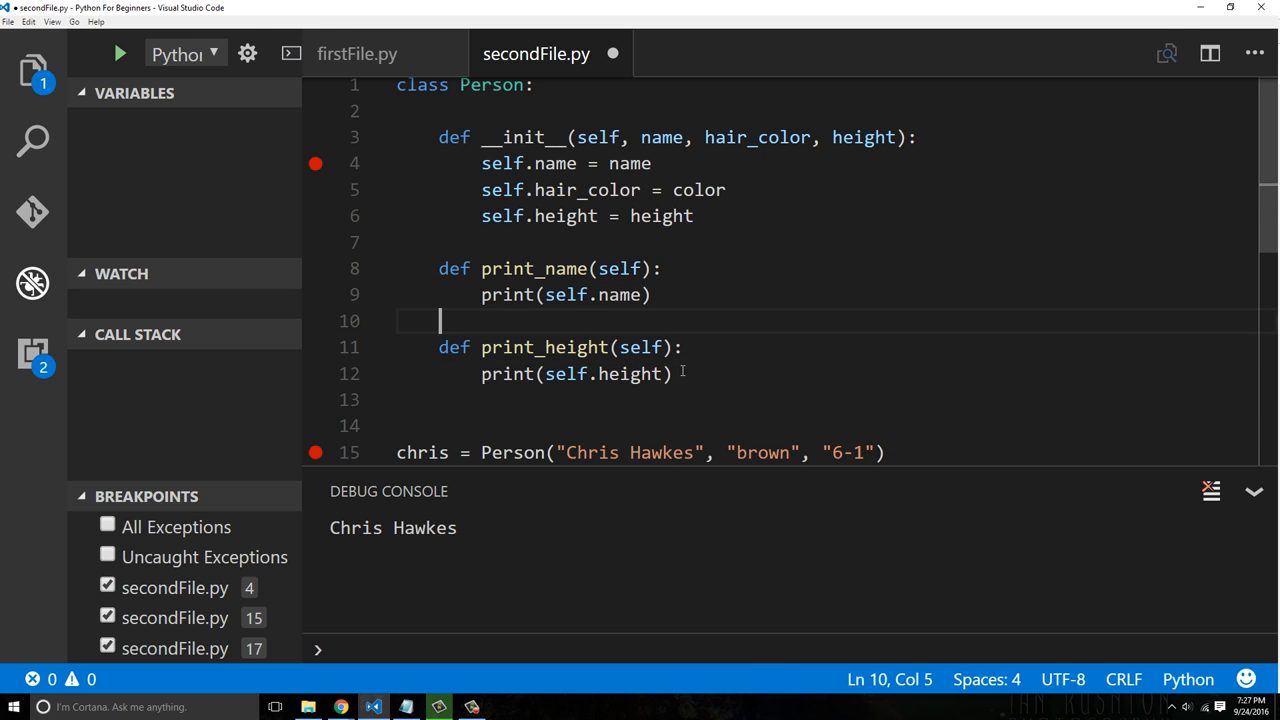 ● secondFile.py - Python For Beginners - Visual Studio Code
File Edit View Go Help
Python
firstFile.py
secondFile.py
VARIABLES
WATCH
CALL STACK
BREAKPOINTS
All Exceptions
Uncaught Exceptions
secondFile.py 4
secondFile.py 15
secondFile.py 17
1
2
1 class Person:
2
3 def __init__(self, name, hair_color, height):
4 self.name = name
5 self.hair_color = color
6 self.height = height
7
8 def print_name(self):
9 print(self.name)
10
11 def print_height(self):
12 print(self.height)
13
14
15 chris = Person("Chris Hawkes", "brown", "6-1")
DEBUG CONSOLE
Chris Hawkes
0 0
Ln 10, Col 5 Spaces: 4 UTF-8 CRLF Python
I'm Cortana. Ask me anything.
7:27 PM
9/24/2016